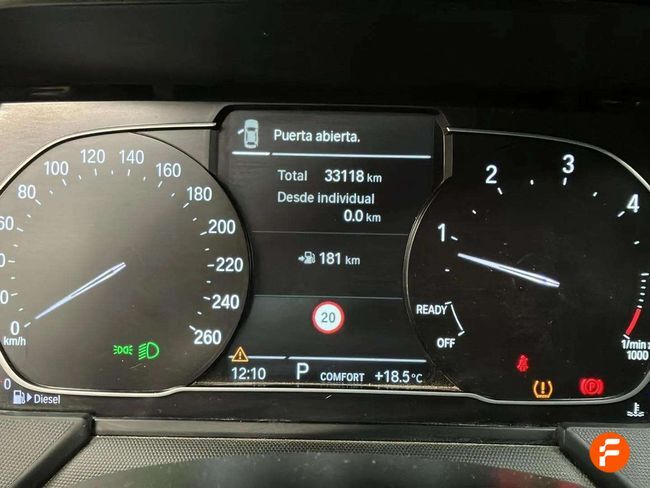 Puerta abierta.
Total 33118 km
Desde individual
0.0 km
181 km
20
12:10 P COMFORT +18.5°C
0
80
100
120
140
160
180
200
220
240
260
km/h
0
Diesel
1
2
3
4
READY
OFF
1/min x
1000
P
F